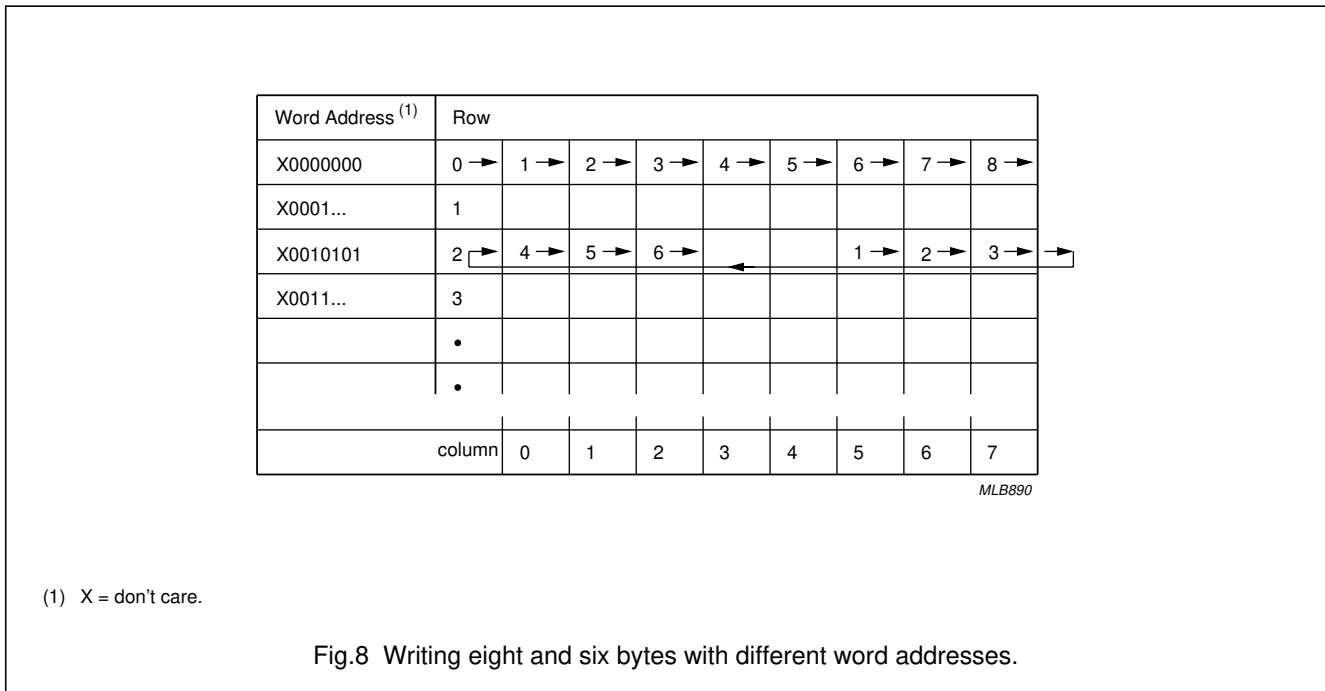 Word Address (1) Row
X0000000 0 1 2 3 4 5 6 7 8
X0001... 1
X0010101 2 4 5 6 1 2 3
X0011... 3
•
•
column 0 1 2 3 4 5 6 7
MLB890
(1) X = don't care.
Fig.8 Writing eight and six bytes with different word addresses.